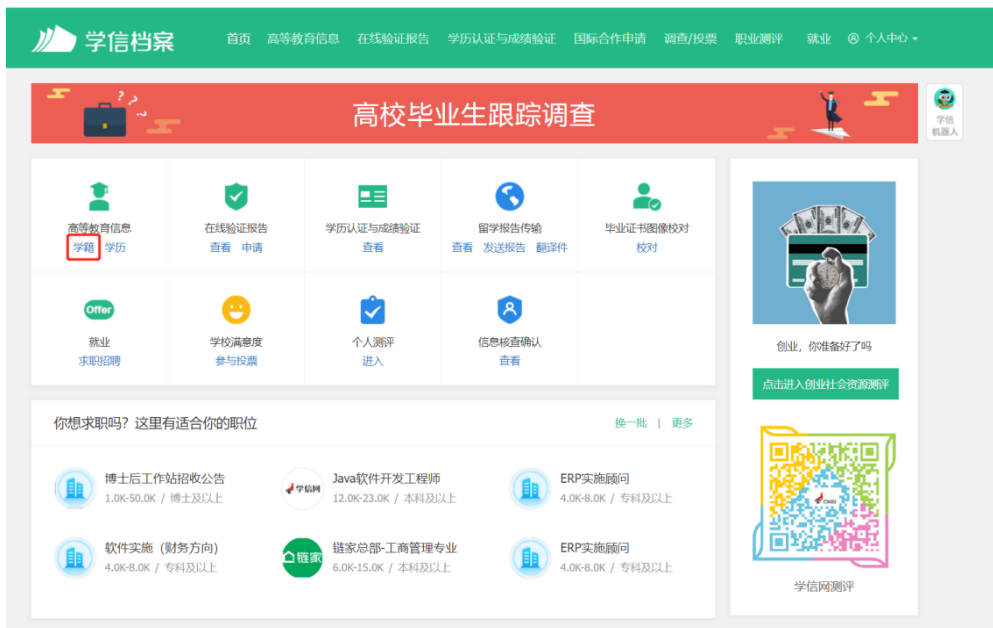 学信档案
首页 高等教育信息 在线验证报告 学历认证与成绩验证 国际合作申请 调查/投票 职业测评 就业 个人中心
高校毕业生跟踪调查
学信
机器人
高等教育信息
学籍 学历
在线验证报告
查看 申请
学历认证与成绩验证
查看
留学报告传输
查看 发送报告 翻译件
毕业证书图像校对
校对
Offer
就业
求职招聘
学校满意度
参与投票
个人测评
进入
信息核查确认
查看
创业，你准备好了吗
点击进入创业社会资源测评
你想求职吗？这里有适合你的职位
换一批 | 更多
博士后工作站招收公告
1.0K-50.0K / 博士及以上
学信网
Java软件开发工程师
12.0K-23.0K / 本科及以上
ERP实施顾问
4.0K-8.0K / 专科及以上
软件实施（财务方向）
4.0K-8.0K / 专科及以上
链家
链家总部-工商管理专业
6.0K-15.0K / 本科及以上
ERP实施顾问
4.0K-8.0K / 专科及以上
学信网测评